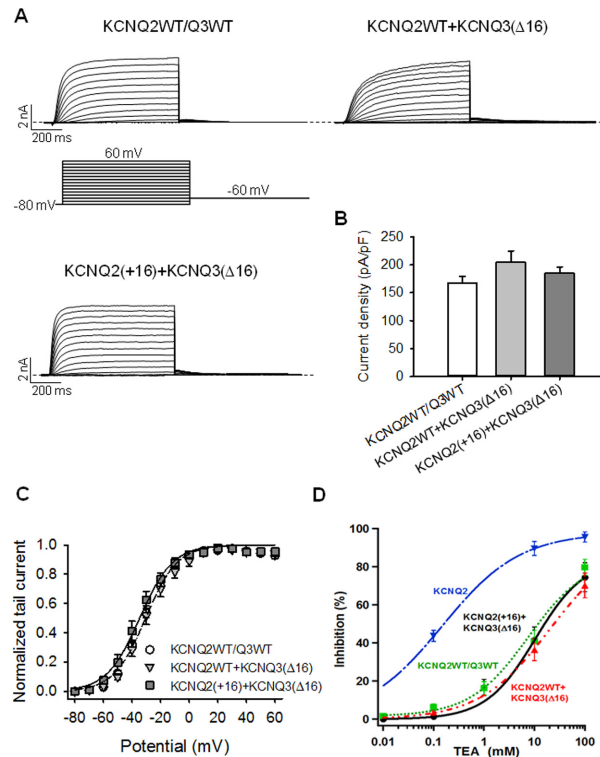 A
KCNQ2WT/Q3WT
KCNQ2WT+KCNQ3(Δ16)
2 nA
200 ms
2 nA
200 ms
60 mV
-80 mV
-60 mV
KCNQ2(+16)+KCNQ3(Δ16)
2 nA
200 ms
B
Current density (pA/pF)
250
200
150
100
50
0
KCNQ2WT/Q3WT
KCNQ2WT+KCNQ3(Δ16)
KCNQ2(+16)+KCNQ3(Δ16)
C
Normalized tail current
1.0
0.8
0.6
0.4
0.2
0.0
KCNQ2WT/Q3WT
KCNQ2WT+KCNQ3(Δ16)
KCNQ2(+16)+KCNQ3(Δ16)
-80 -60 -40 -20 0 20 40 60
Potential (mV)
D
Inhibition (%)
100
80
60
40
20
0
KCNQ2
KCNQ2(+16)+
KCNQ3(Δ16)
KCNQ2WT/Q3WT
KCNQ2WT+
KCNQ3(Δ16)
0.01 0.1 1 10 100
TEA (mM)